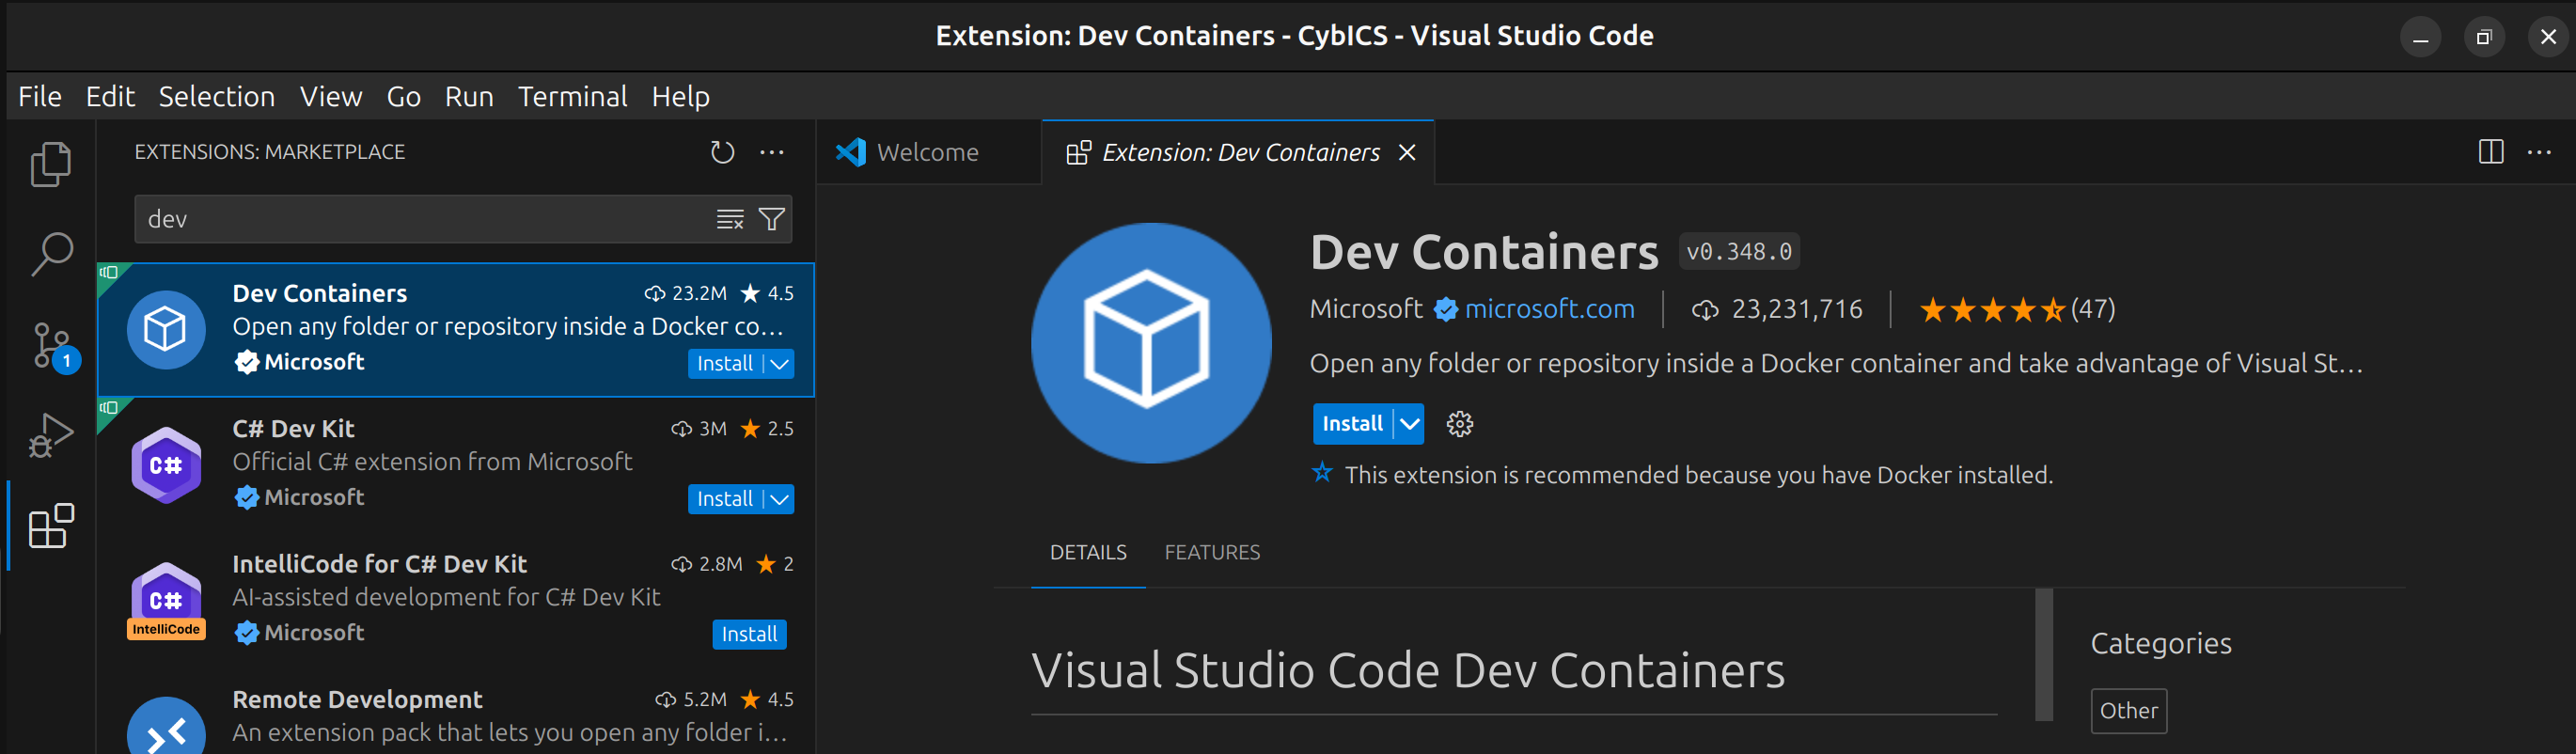 Extension: Dev Containers - CybICS - Visual Studio Code
File Edit Selection View Go Run Terminal Help
EXTENSIONS: MARKETPLACE
dev
Dev Containers 23.2M 4.5
Open any folder or repository inside a Docker co...
Microsoft Install
C# Dev Kit 3M 2.5
Official C# extension from Microsoft
Microsoft Install
IntelliCode for C# Dev Kit 2.8M 2
AI-assisted development for C# Dev Kit
Microsoft Install
Remote Development 5.2M 4.5
An extension pack that lets you open any folder i...
C#
C#
IntelliCode
1
Welcome Extension: Dev Containers
Dev Containers v0.348.0
Microsoft microsoft.com 23,231,716 (47)
Open any folder or repository inside a Docker container and take advantage of Visual St...
Install
This extension is recommended because you have Docker installed.
DETAILS FEATURES
Visual Studio Code Dev Containers
Categories
Other